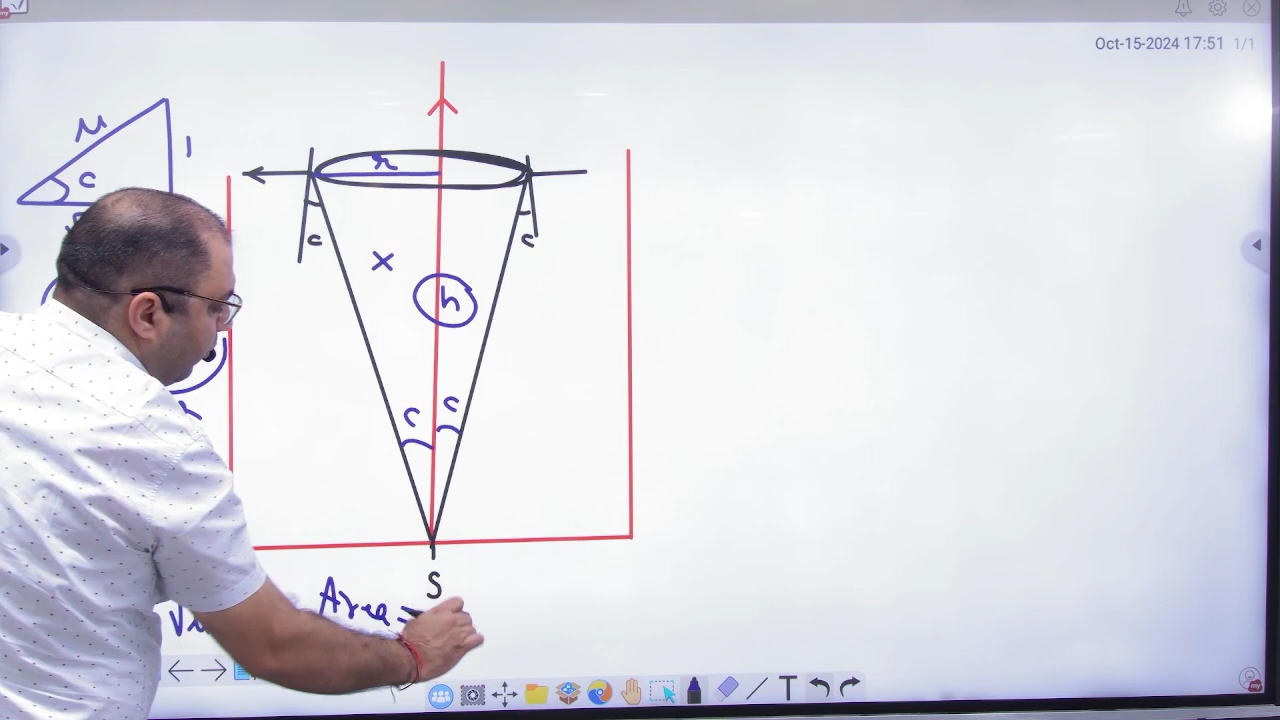 Oct-15-2024 17:51 1/1
μ
1
c
r
c
c
x
h
c
c
S
Area =
T